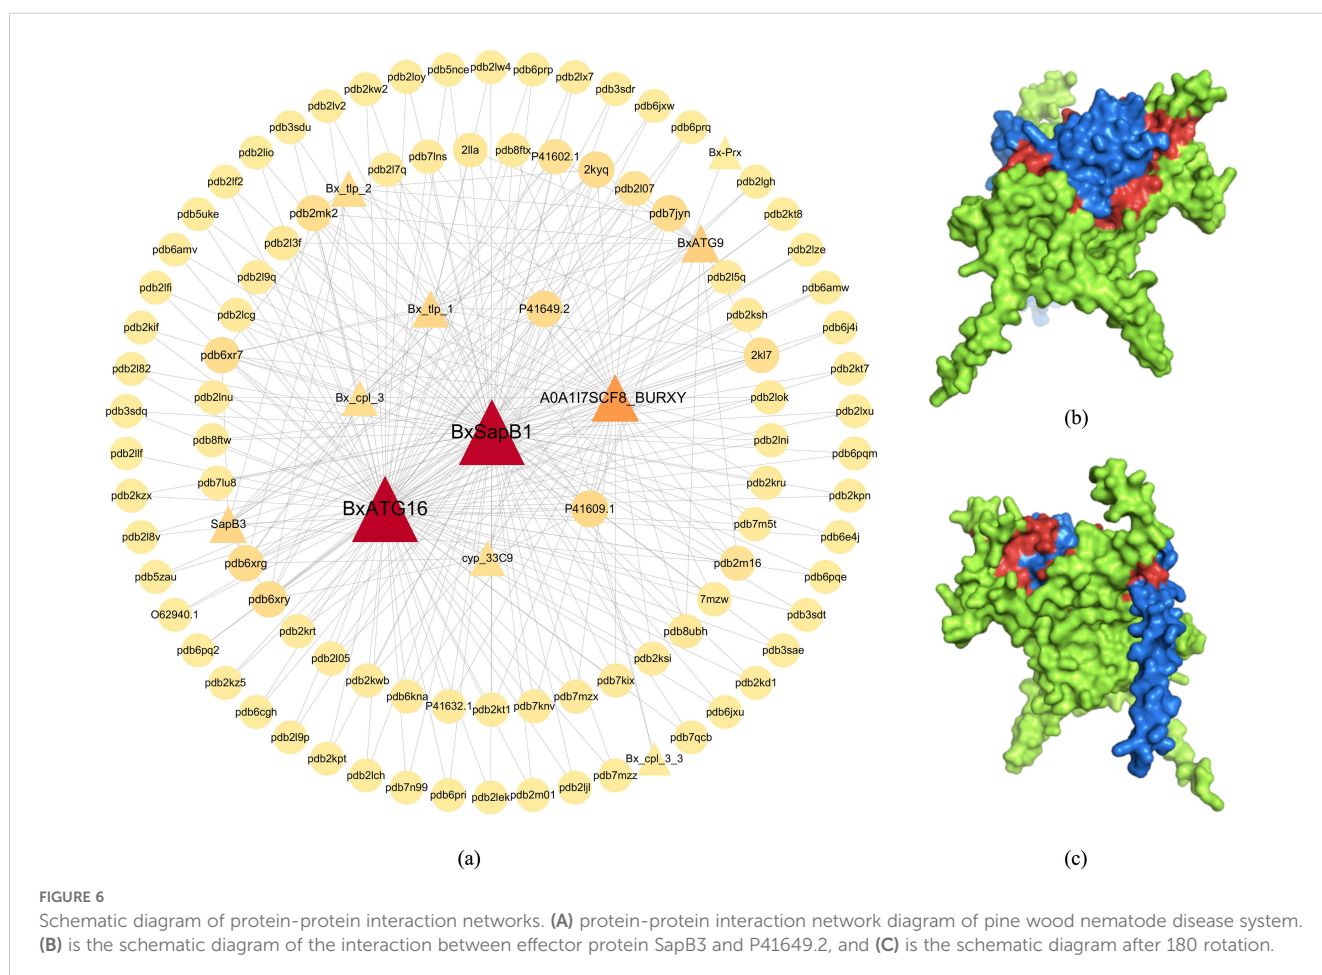 pdb2lw4
pdb5nce
pdb6prp
pdb2loy
pdb2lx7
pdb2kw2
pdb3sdr
pdb2lv2
pdb6jxw
pdb3sdu
pdb6prq
pdb2lio
Bx-Prx
pdb2lf2
pdb2lgh
pdb5uke
pdb2kt8
pdb6amv
pdb2lze
pdb2lfi
pdb6amw
pdb2kif
pdb6j4i
pdb2l82
pdb2kt7
pdb3sdq
pdb2lxu
pdb2llf
pdb6pqm
pdb2kzx
pdb2kpn
pdb2l8v
pdb6e4j
pdb5zau
pdb6pqe
O62940.1
pdb3sdt
pdb6pq2
pdb3sae
pdb2kz5
pdb2kd1
pdb6cgh
pdb6jxu
pdb2l9p
pdb7qcb
pdb2kpt
Bx_cpl_3_3
pdb2lch
pdb7mzz
pdb7n99
pdb2ljl
pdb6pri
pdb2m01
pdb2lek
2lla
pdb8ftx
pdb7lns
P41602.1
pdb2l7q
2kyq
Bx_tlp_2
pdb2l07
pdb2mk2
pdb7jyn
pdb2l3f
BxATG9
pdb2l9q
pdb2l5q
pdb2lcg
pdb2ksh
pdb6xr7
2kl7
pdb2lnu
pdb2lok
pdb8ftw
pdb2lni
pdb7lu8
pdb2kru
SapB3
pdb7m5t
pdb6xrg
pdb2m16
pdb6xry
7mzw
pdb2krt
pdb8ubh
pdb2l05
pdb2ksi
pdb2kwb
pdb7kix
pdb6kna
pdb7mzx
P41632.1
pdb7knv
pdb2kt1
Bx_tlp_1
P41649.2
Bx_cpl_3
A0A1I7SCF8_BURXY
BxSapB1
BxATG16
P41609.1
cyp_33C9
(a)
(b)
(c)
FIGURE 6
Schematic diagram of protein-protein interaction networks. (A) protein-protein interaction network diagram of pine wood nematode disease system.
(B) is the schematic diagram of the interaction between effector protein SapB3 and P41649.2, and (C) is the schematic diagram after 180 rotation.